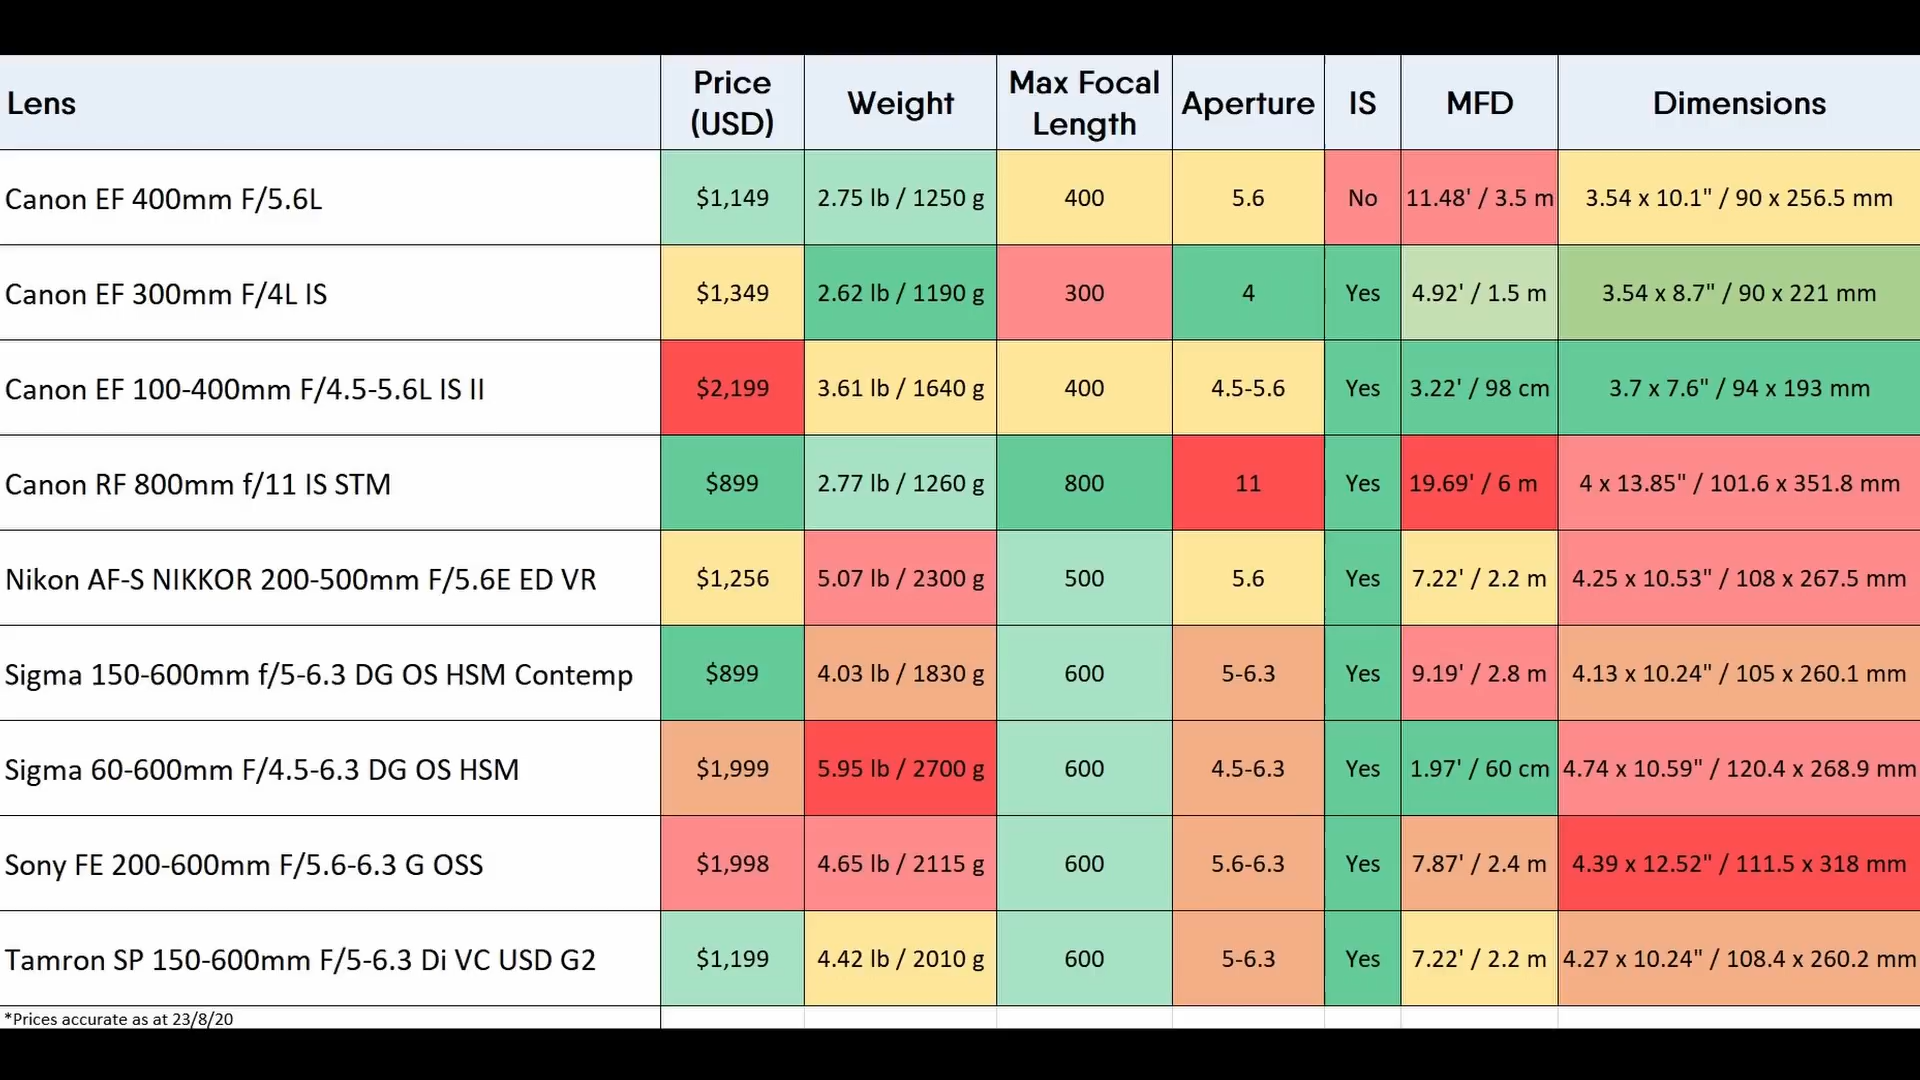 Lens Price (USD) Weight Max Focal Length Aperture IS MFD Dimensions
Canon EF 400mm F/5.6L $1,149 2.75 lb / 1250 g 400 5.6 No 11.48' / 3.5 m 3.54 x 10.1" / 90 x 256.5 mm
Canon EF 300mm F/4L IS $1,349 2.62 lb / 1190 g 300 4 Yes 4.92' / 1.5 m 3.54 x 8.7" / 90 x 221 mm
Canon EF 100-400mm F/4.5-5.6L IS II $2,199 3.61 lb / 1640 g 400 4.5-5.6 Yes 3.22' / 98 cm 3.7 x 7.6" / 94 x 193 mm
Canon RF 800mm f/11 IS STM $899 2.77 lb / 1260 g 800 11 Yes 19.69' / 6 m 4 x 13.85" / 101.6 x 351.8 mm
Nikon AF-S NIKKOR 200-500mm F/5.6E ED VR $1,256 5.07 lb / 2300 g 500 5.6 Yes 7.22' / 2.2 m 4.25 x 10.53" / 108 x 267.5 mm
Sigma 150-600mm f/5-6.3 DG OS HSM Contemp $899 4.03 lb / 1830 g 600 5-6.3 Yes 9.19' / 2.8 m 4.13 x 10.24" / 105 x 260.1 mm
Sigma 60-600mm F/4.5-6.3 DG OS HSM $1,999 5.95 lb / 2700 g 600 4.5-6.3 Yes 1.97' / 60 cm 4.74 x 10.59" / 120.4 x 268.9 mm
Sony FE 200-600mm F/5.6-6.3 G OSS $1,998 4.65 lb / 2115 g 600 5.6-6.3 Yes 7.87' / 2.4 m 4.39 x 12.52" / 111.5 x 318 mm
Tamron SP 150-600mm F/5-6.3 Di VC USD G2 $1,199 4.42 lb / 2010 g 600 5-6.3 Yes 7.22' / 2.2 m 4.27 x 10.24" / 108.4 x 260.2 mm
*Prices accurate as at 23/8/20